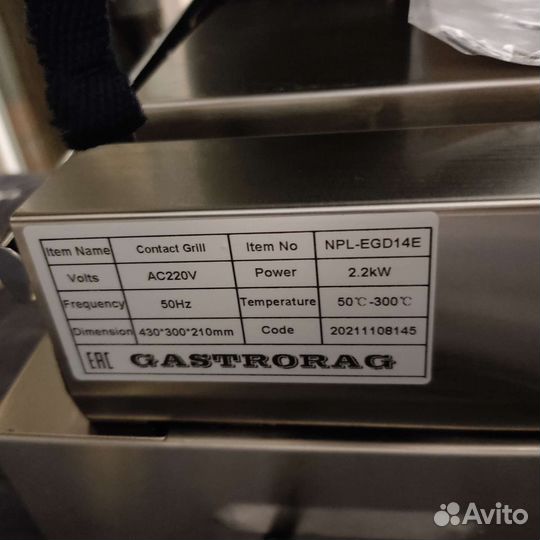 Item Name Contact Grill Item No NPL-EGD14E
Volts AC220V Power 2.2kW
Frequency 50Hz Temperature 50℃-300℃
Dimension 430*300*210mm Code 20211108145
EAC GASTRORAG
Avito